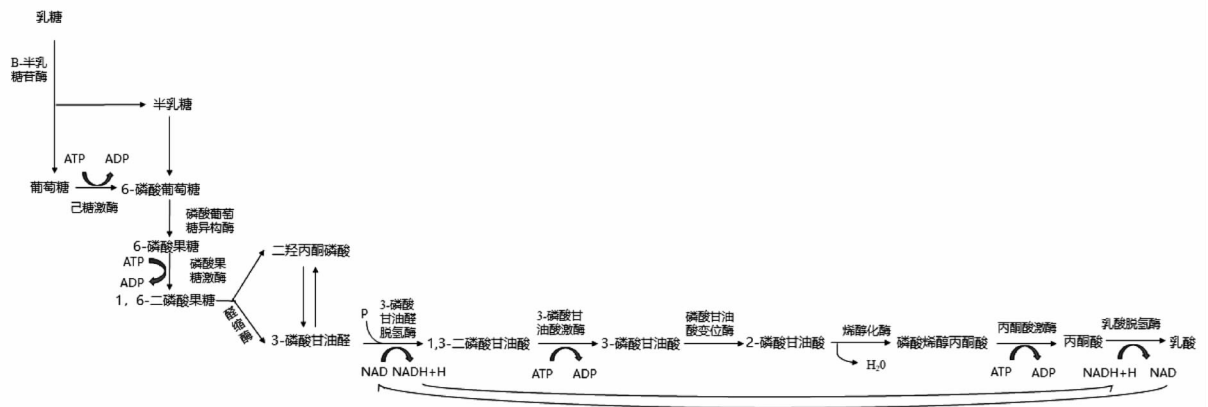 乳糖
B-半乳
糖苷酶
半乳糖
ATP ADP
葡萄糖
己糖激酶
6-磷酸葡萄糖
磷酸葡萄
糖异构酶
6-磷酸果糖
ATP
ADP
磷酸果
糖激酶
1，6-二磷酸果糖
醛缩酶
二羟丙酮磷酸
3-磷酸甘油醛
P
3-磷酸
甘油醛
脱氢酶
NAD NADH+H
1,3-二磷酸甘油酸
3-磷酸甘
油酸激酶
ATP ADP
3-磷酸甘油酸
磷酸甘油
酸变位酶
2-磷酸甘油酸
烯醇化酶
H₂0
磷酸烯醇丙酮酸
丙酮酸激酶
ATP ADP
丙酮酸
乳酸脱氢酶
NADH+H NAD
乳酸